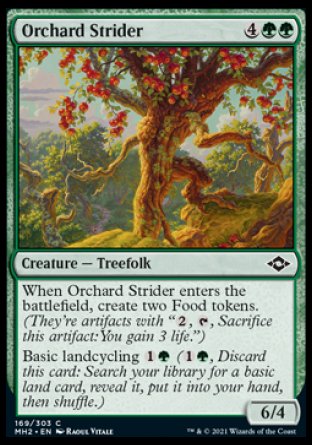 Orchard Strider 4
Creature — Treefolk
When Orchard Strider enters the
battlefield, create two Food tokens.
(They're artifacts with “2, , Sacrifice
this artifact:You gain 3 life.”)
Basic landcycling 1 (1 , Discard
this card: Search your library for a basic
land card, reveal it, put it into your hand,
then shuffle.)
6/4
169/303 C
MH2 • EN Raoul Vitale
™ & © 2021 Wizards of the Coast